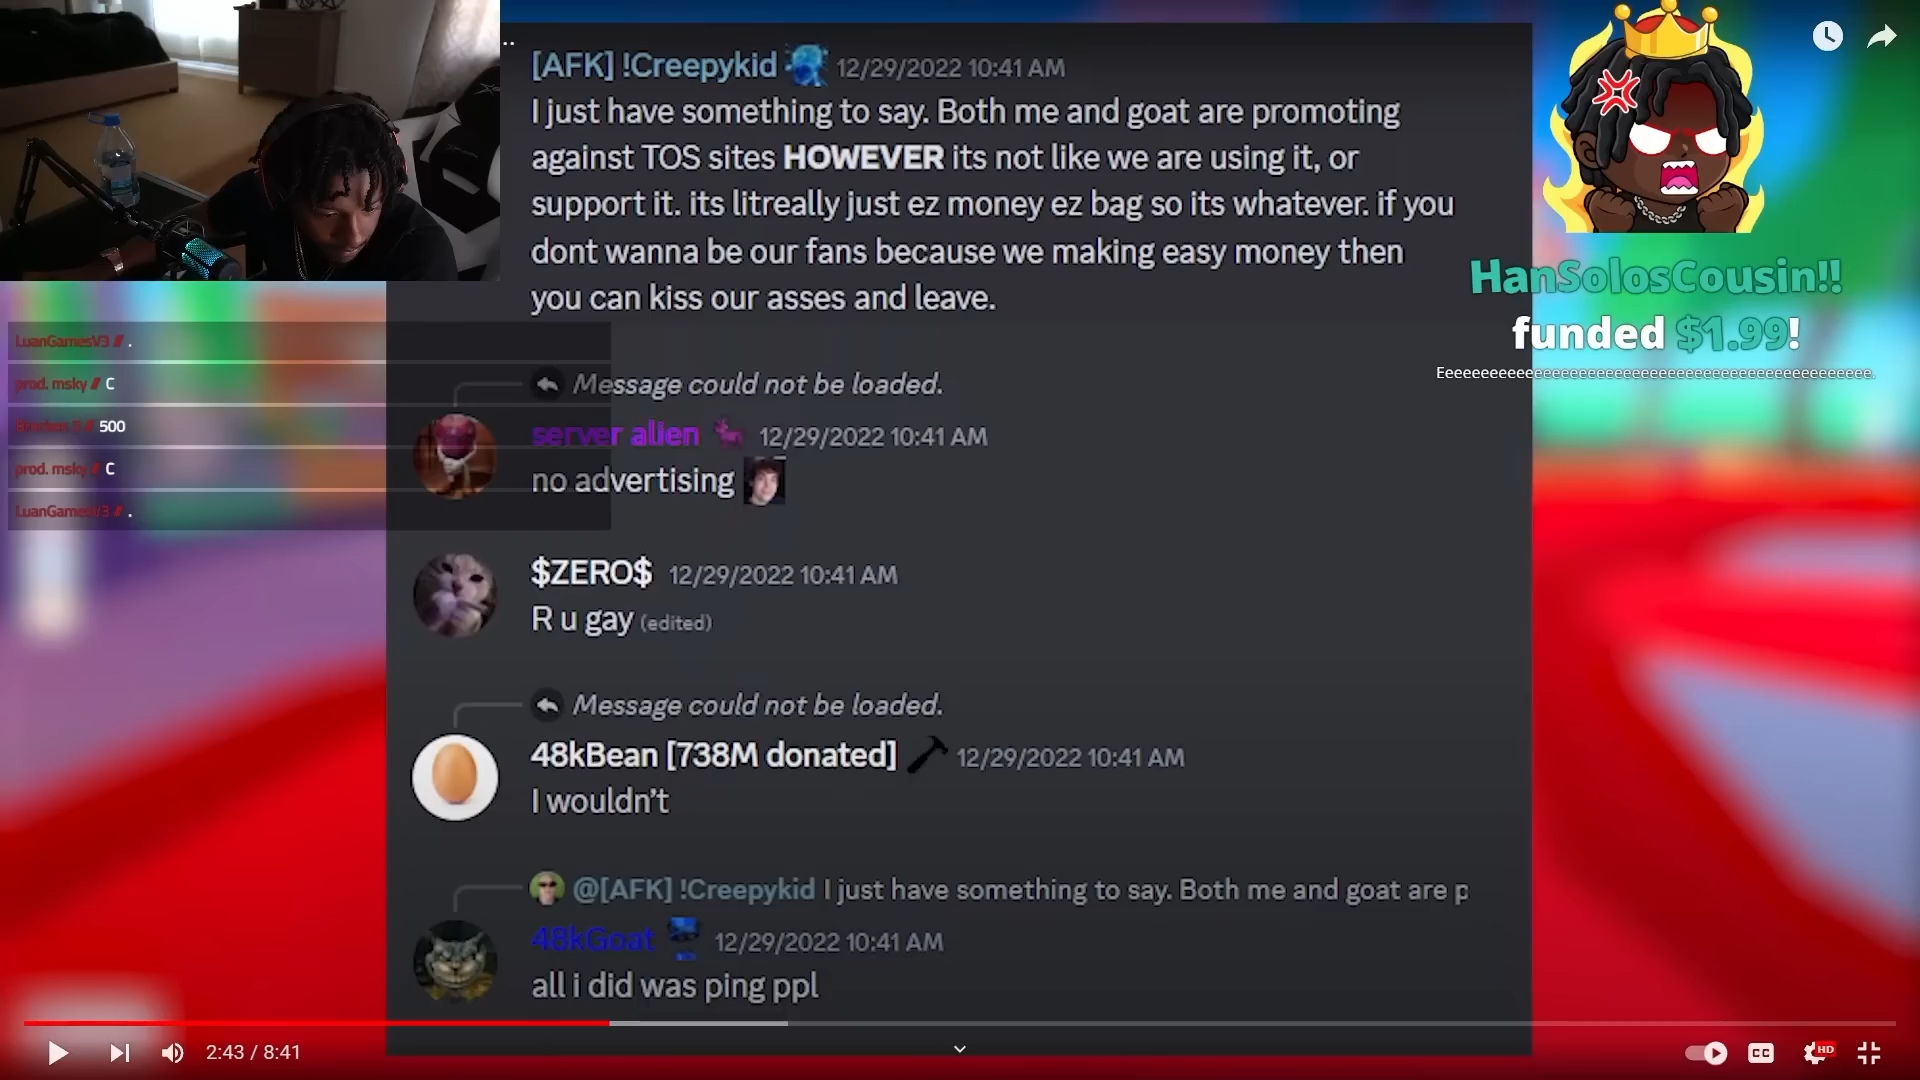 ..
[AFK] !Creepykid 12/29/2022 10:41 AM
I just have something to say. Both me and goat are promoting
against TOS sites HOWEVER its not like we are using it, or
support it. its litreally just ez money ez bag so its whatever. if you
dont wanna be our fans because we making easy money then
you can kiss our asses and leave.
HanSolosCousin!!
funded $1.99!
LuanGamesV3 // .
prod. msky // C
// 500
prod. msky // C
LuanGamesV3 // .
Message could not be loaded.
server alien 12/29/2022 10:41 AM
no advertising
$ZERO$ 12/29/2022 10:41 AM
R u gay (edited)
Message could not be loaded.
48kBean [738M donated] 12/29/2022 10:41 AM
I wouldn't
@[AFK] !Creepykid I just have something to say. Both me and goat are p
48kGoat 12/29/2022 10:41 AM
all i did was ping ppl
2:43 / 8:41
CC
HD